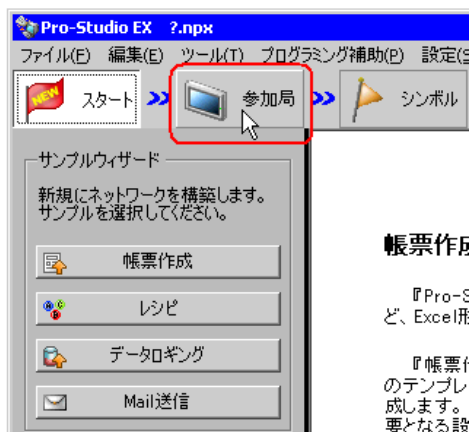 Pro-Studio EX ?.npx
ファイル(F) 編集(E) ツール(T) プログラミング補助(P) 設定(S
NEW スタート » 参加局 » シンボル
サンプルウィザード
新規にネットワークを構築します。
サンプルを選択してください。
帳票作成
レシピ
データロギング
Mail送信
帳票作成
『Pro-S
ど、Excel形
『帳票作
のテンプレ
成します。
要となる設